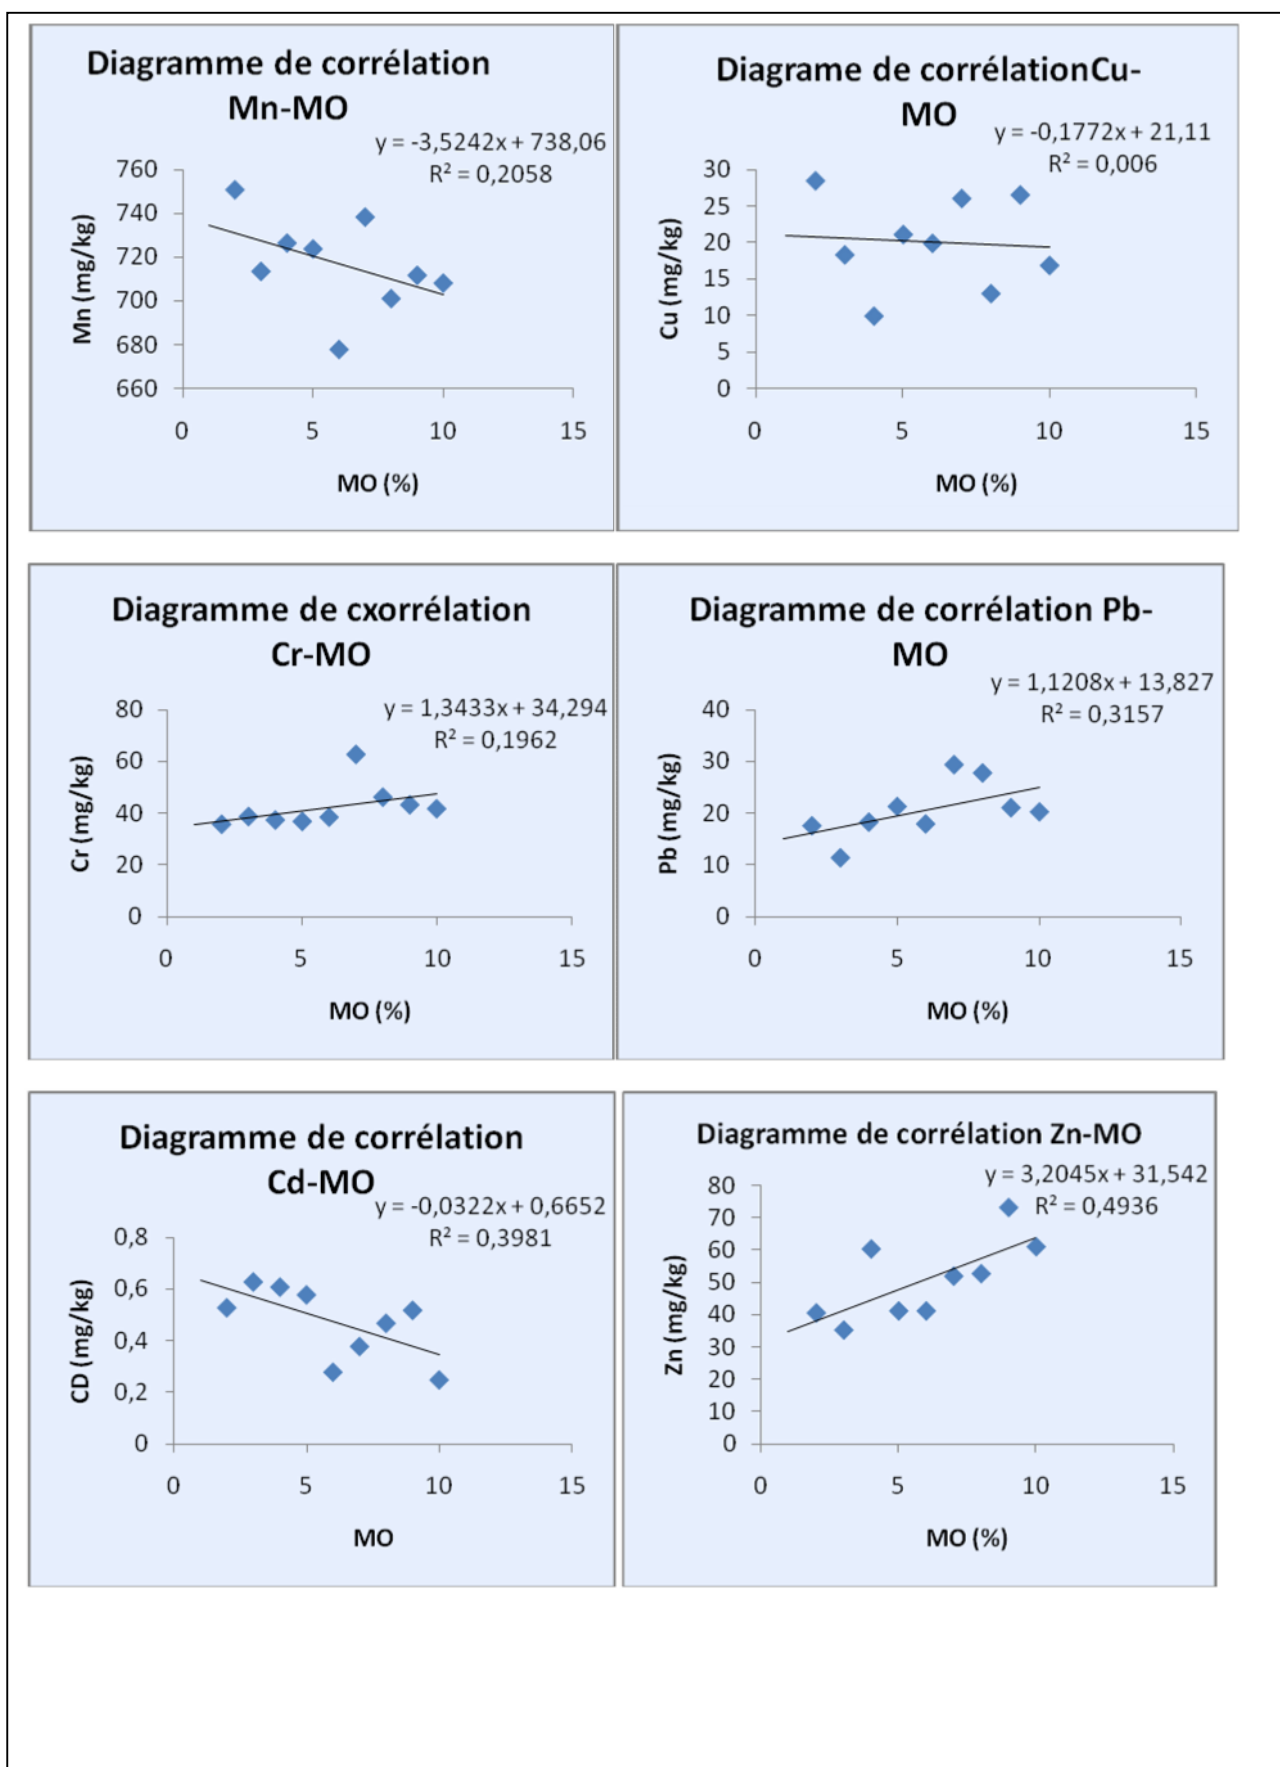 Diagramme de corrélation
Mn-MO
y = -3,5242x + 738,06
R² = 0,2058
760
740
720
700
680
660
Mn (mg/kg)
0 5 10 15
MO (%)
Diagrame de corrélationCu-
MO
y = -0,1772x + 21,11
R² = 0,006
30
25
20
15
10
5
0
Cu (mg/kg)
0 5 10 15
MO (%)
Diagramme de cxorrélation
Cr-MO
y = 1,3433x + 34,294
R² = 0,1962
80
60
40
20
0
Cr (mg/kg)
0 5 10 15
MO (%)
Diagramme de corrélation Pb-
MO
y = 1,1208x + 13,827
R² = 0,3157
40
30
20
10
0
Pb (mg/kg)
0 5 10 15
MO (%)
Diagramme de corrélation
Cd-MO
y = -0,0322x + 0,6652
R² = 0,3981
0,8
0,6
0,4
0,2
0
CD (mg/kg)
0 5 10 15
MO
Diagramme de corrélation Zn-MO
y = 3,2045x + 31,542
R² = 0,4936
80
70
60
50
40
30
20
10
0
Zn (mg/kg)
0 5 10 15
MO (%)